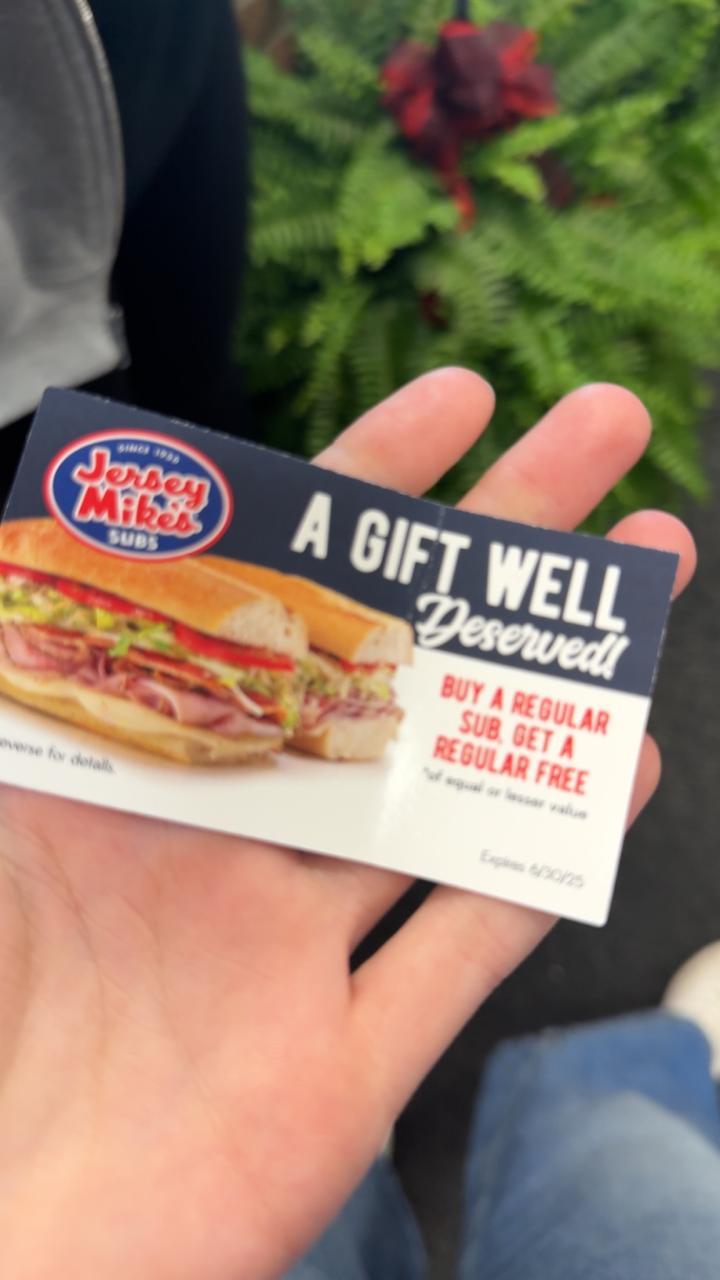 SINCE 1956
Jersey
Mike's
SUBS
A GIFT WELL
Deserved!
BUY A REGULAR
SUB, GET A
REGULAR FREE
*of equal or lesser value
everse for details.
Expires 6/30/25